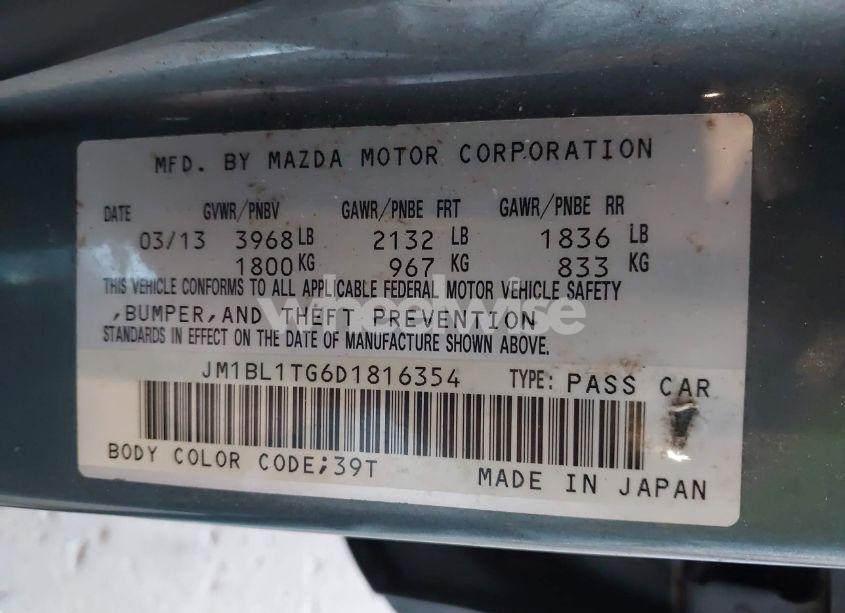 MFD. BY MAZDA MOTOR CORPORATION
DATE GVWR/PNBV GAWR/PNBE FRT GAWR/PNBE RR
03/13 3968 LB 2132 LB 1836 LB
1800 KG 967 KG 833 KG
THIS VEHICLE CONFORMS TO ALL APPLICABLE FEDERAL MOTOR VEHICLE SAFETY
,BUMPER,AND THEFT PREVENTION
STANDARDS IN EFFECT ON THE DATE OF MANUFACTURE SHOWN ABOVE.
wheelwise
JM1BL1TG6D1816354 TYPE: PASS CAR
BODY COLOR CODE;39T
MADE IN JAPAN